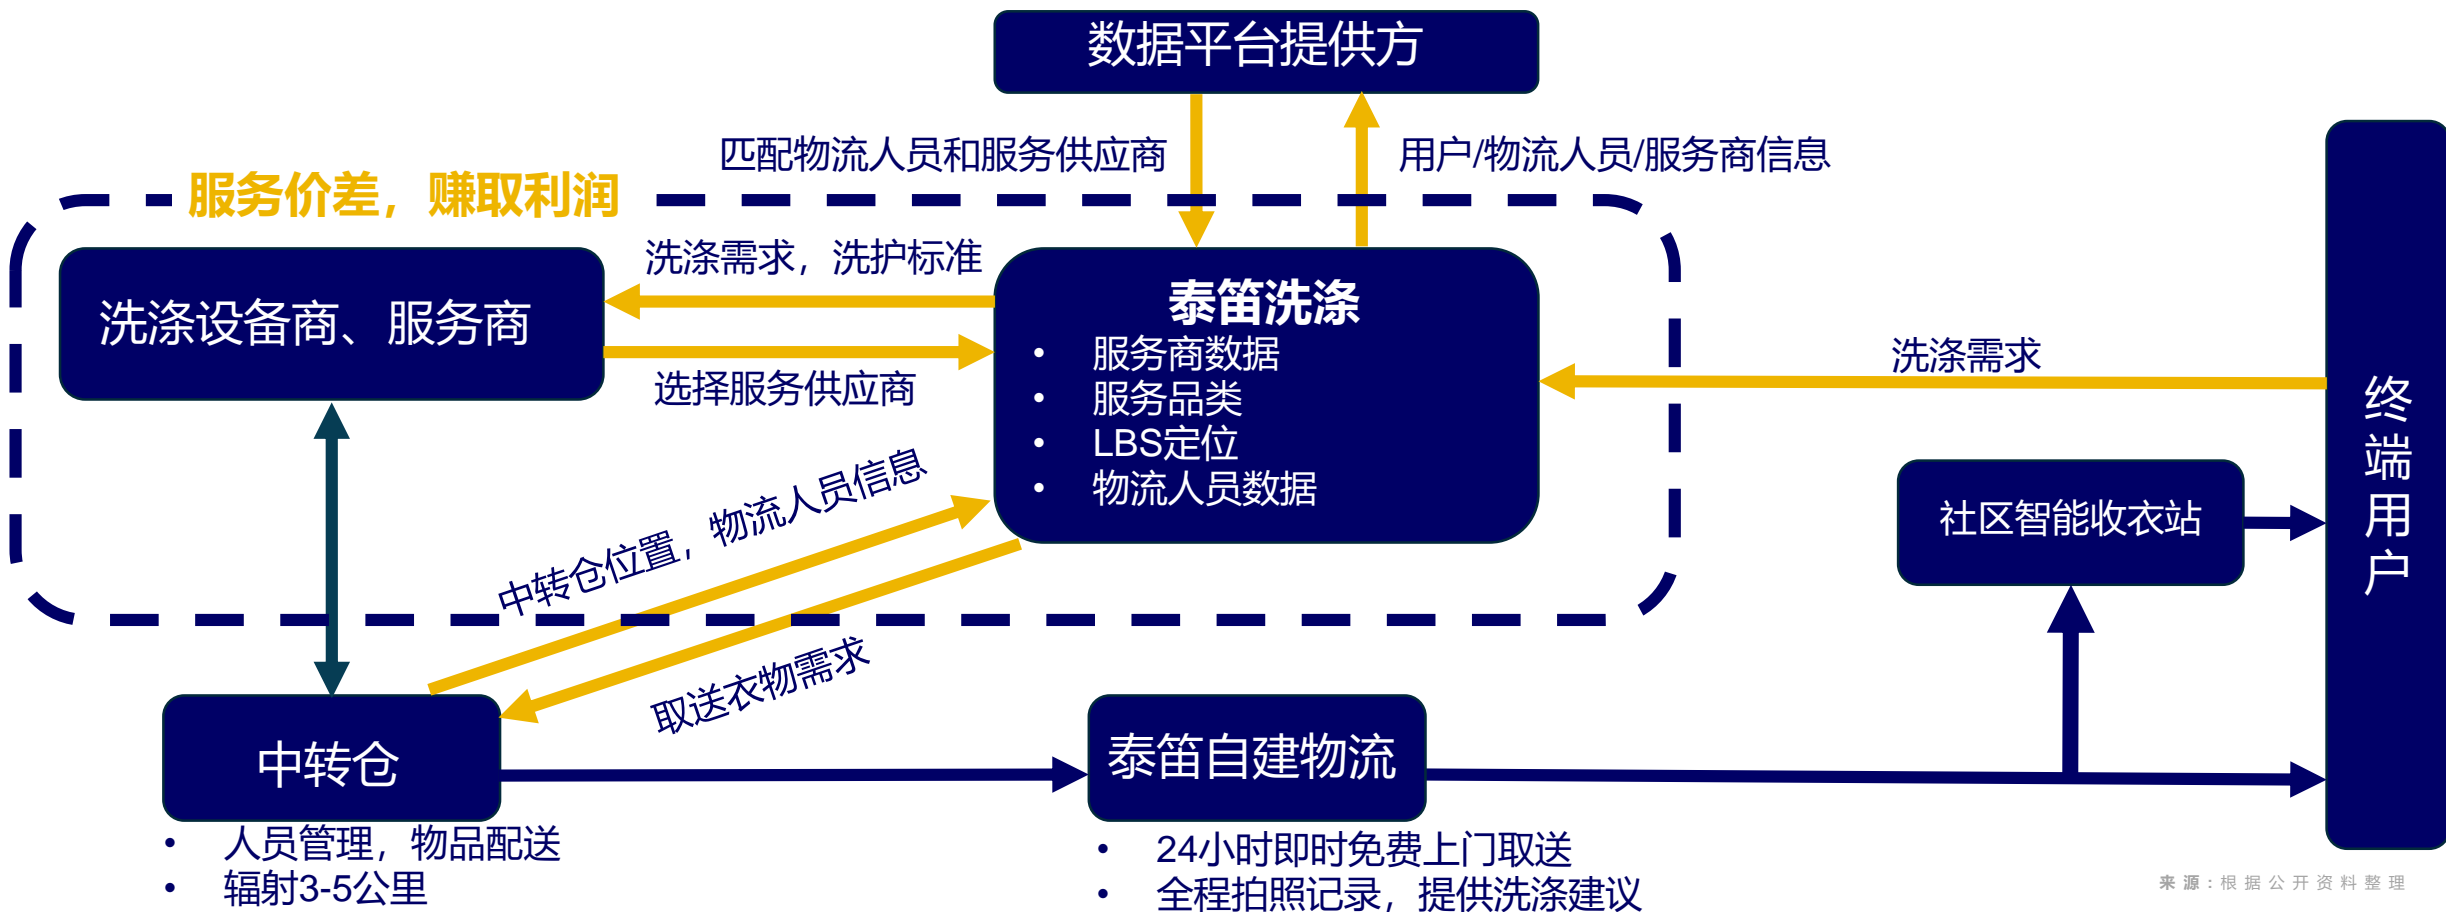 数据平台提供方
匹配物流人员和服务供应商
用户/物流人员/服务商信息
服务价差，赚取利润
洗涤需求，洗护标准
洗涤设备商、服务商
选择服务供应商
泰笛洗涤
• 服务商数据
• 服务品类
• LBS定位
• 物流人员数据
洗涤需求
终端用户
社区智能收衣站
中转仓位置，物流人员信息
取送衣物需求
中转仓
• 人员管理，物品配送
• 辐射3-5公里
泰笛自建物流
• 24小时即时免费上门取送
• 全程拍照记录，提供洗涤建议
来源：根据公开资料整理